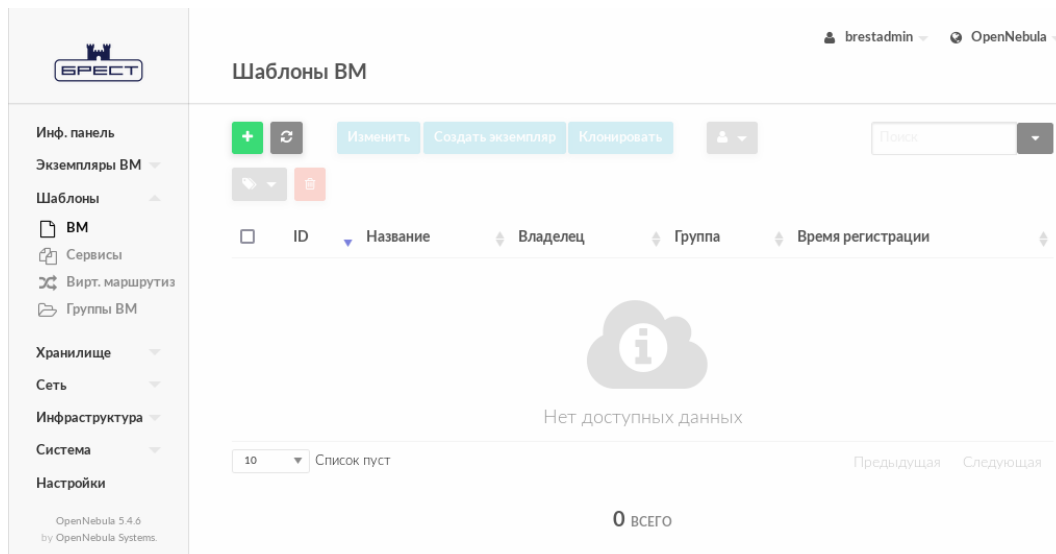 brestadmin OpenNebula
БРЕСТ
Шаблоны ВМ
Инф. панель
Экземпляры ВМ
Шаблоны
ВМ
Сервисы
Вирт. маршрутиз
Группы ВМ
Хранилище
Сеть
Инфраструктура
Система
Настройки
OpenNebula 5.4.6
by OpenNebula Systems.
Изменить Создать экземпляр Клонировать Поиск
ID Название Владелец Группа Время регистрации
Нет доступных данных
10 Список пуст Предыдущая Следующая
0 ВСЕГО